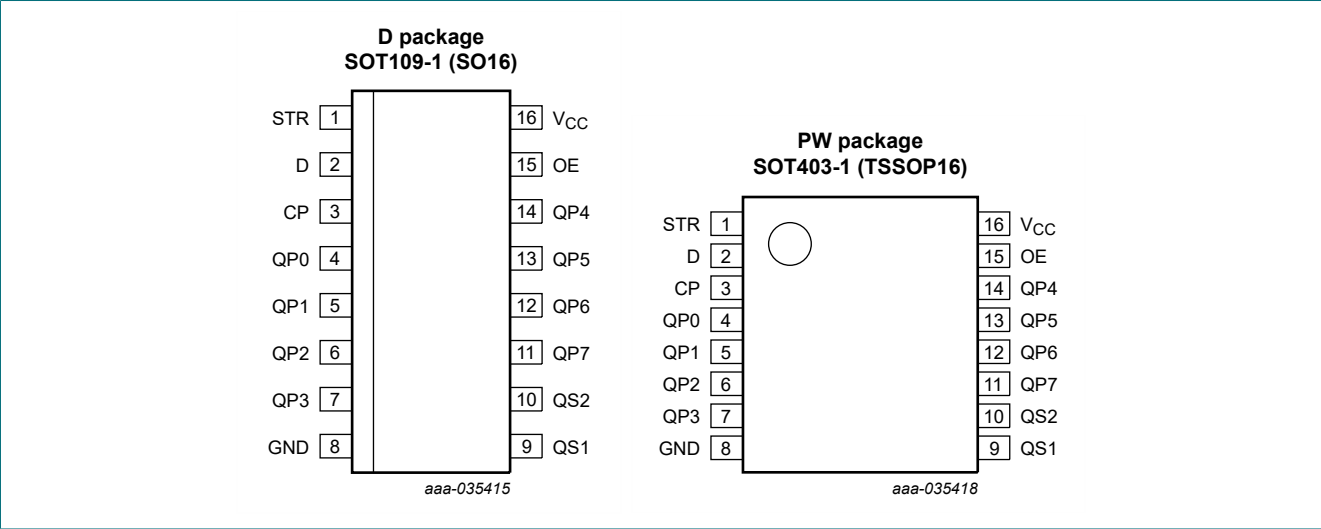 D package
SOT109-1 (SO16)
STR 1 16 VCC
D 2 15 OE
CP 3 14 QP4
QP0 4 13 QP5
QP1 5 12 QP6
QP2 6 11 QP7
QP3 7 10 QS2
GND 8 9 QS1
aaa-035415
PW package
SOT403-1 (TSSOP16)
STR 1 16 VCC
D 2 15 OE
CP 3 14 QP4
QP0 4 13 QP5
QP1 5 12 QP6
QP2 6 11 QP7
QP3 7 10 QS2
GND 8 9 QS1
aaa-035418